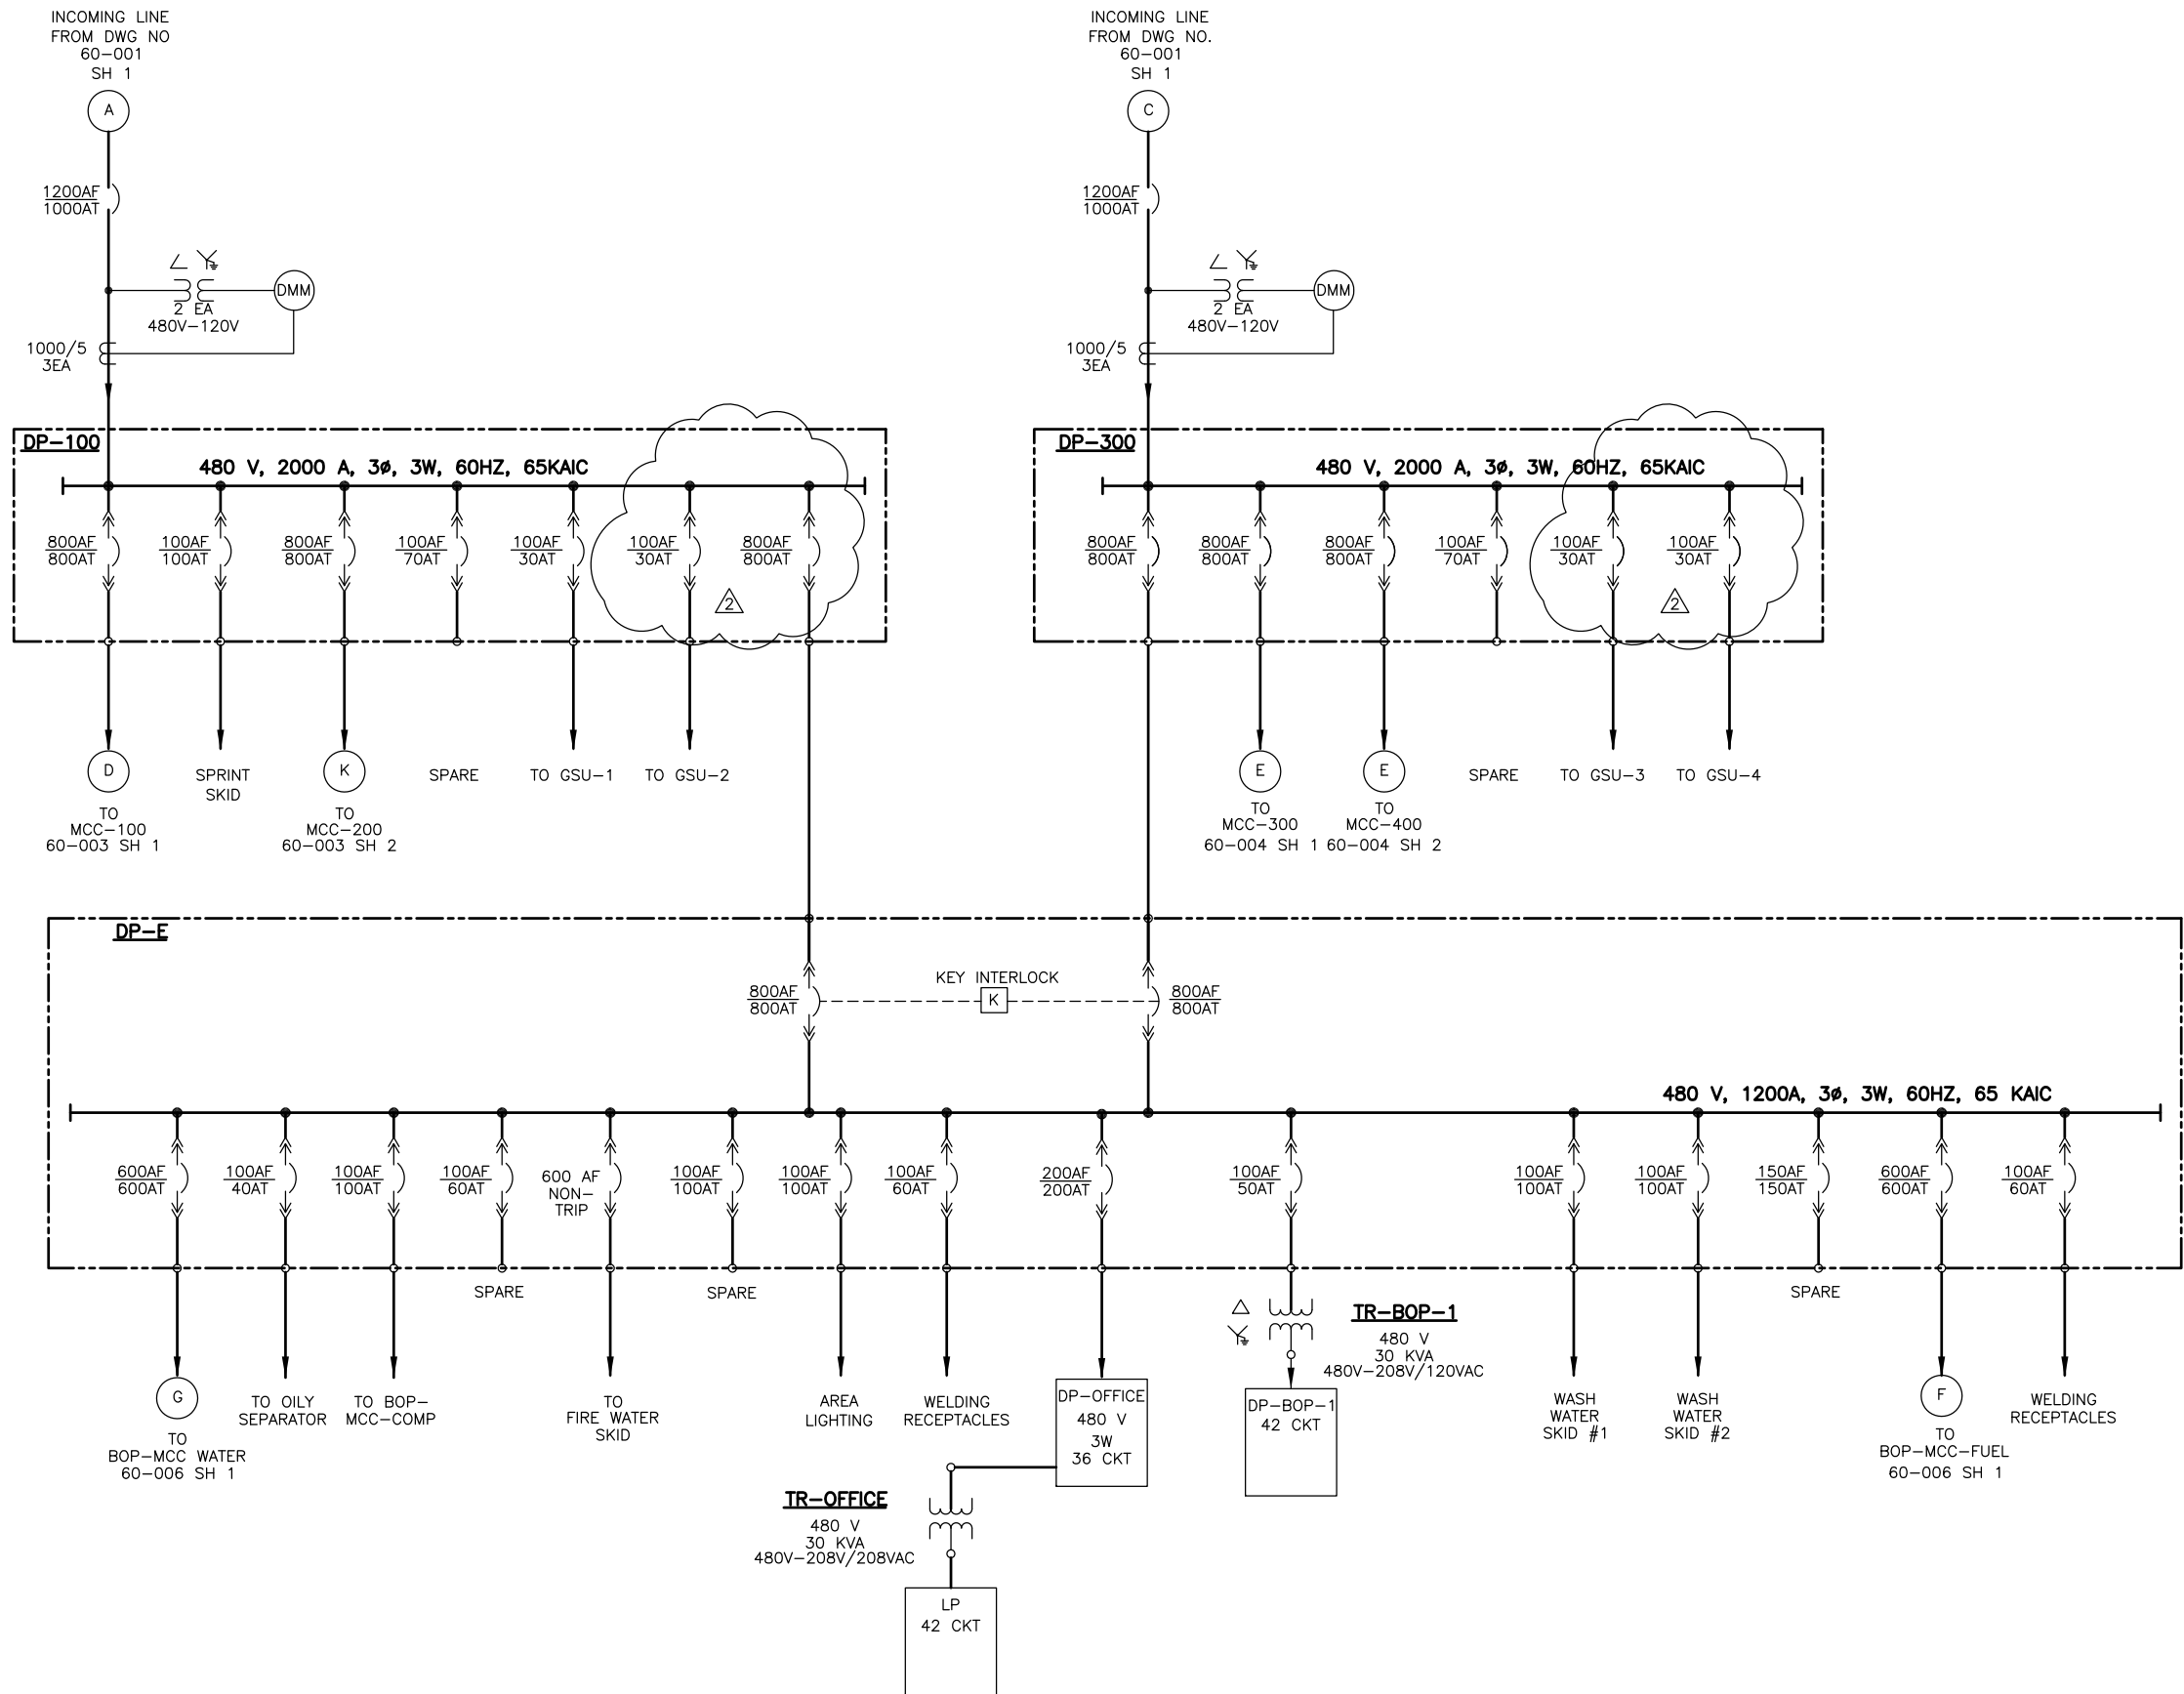 INCOMING LINE
FROM DWG NO
60-001
SH 1
A
1200AF
1000AT
2 EA
480V-120V
DMM
1000/5
3EA
INCOMING LINE
FROM DWG NO.
60-001
SH 1
C
1200AF
1000AT
2 EA
480V-120V
DMM
1000/5
3EA
DP-100
480 V, 2000 A, 3ø, 3W, 60HZ, 65KAIC
800AF
800AT
100AF
100AT
800AF
800AT
100AF
70AT
100AF
30AT
100AF
30AT
800AF
800AT
2
D
TO
MCC-100
60-003 SH 1
SPRINT
SKID
K
TO
MCC-200
60-003 SH 2
SPARE
TO GSU-1
TO GSU-2
DP-300
480 V, 2000 A, 3ø, 3W, 60HZ, 65KAIC
800AF
800AT
800AF
800AT
800AF
800AT
100AF
70AT
100AF
30AT
100AF
30AT
2
E
TO
MCC-300
60-004 SH 1
E
TO
MCC-400
60-004 SH 2
SPARE
TO GSU-3
TO GSU-4
DP-E
800AF
800AT
KEY INTERLOCK
K
800AF
800AT
480 V, 1200A, 3ø, 3W, 60HZ, 65 KAIC
600AF
600AT
100AF
40AT
100AF
100AT
100AF
60AT
600 AF
NON-
TRIP
100AF
100AT
100AF
100AT
100AF
60AT
200AF
200AT
100AF
50AT
100AF
100AT
100AF
100AT
150AF
150AT
600AF
600AT
100AF
60AT
G
TO
BOP-MCC WATER
60-006 SH 1
TO OILY
SEPARATOR
TO BOP-
MCC-COMP
SPARE
TO
FIRE WATER
SKID
SPARE
AREA
LIGHTING
WELDING
RECEPTACLES
DP-OFFICE
480 V
3W
36 CKT
TR-OFFICE
480 V
30 KVA
480V-208V/208VAC
LP
42 CKT
TR-BOP-1
480 V
30 KVA
480V-208V/120VAC
DP-BOP-1
42 CKT
WASH
WATER
SKID #1
WASH
WATER
SKID #2
SPARE
F
TO
BOP-MCC-FUEL
60-006 SH 1
WELDING
RECEPTACLES